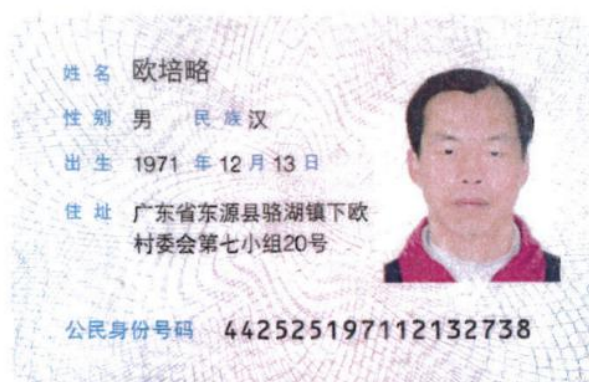 姓名 欧培略
性别 男 民族 汉
出生 1971 年 12 月 13 日
住址 广东省东源县骆湖镇下欧
村委会第七小组20号
公民身份号码 442525197112132738